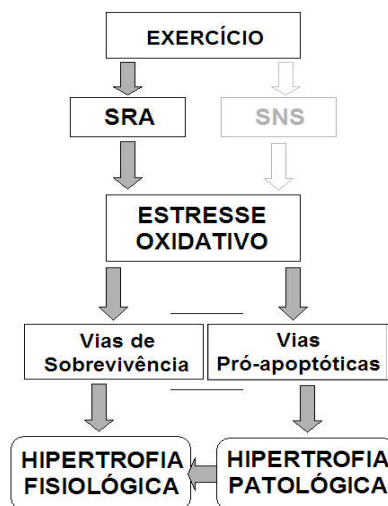 EXERCÍCIO
SRA
SNS
ESTRESSE
OXIDATIVO
Vias de
Sobrevivência
Vias
Pró-apoptóticas
HIPERTROFIA
FISIOLÓGICA
HIPERTROFIA
PATOLÓGICA